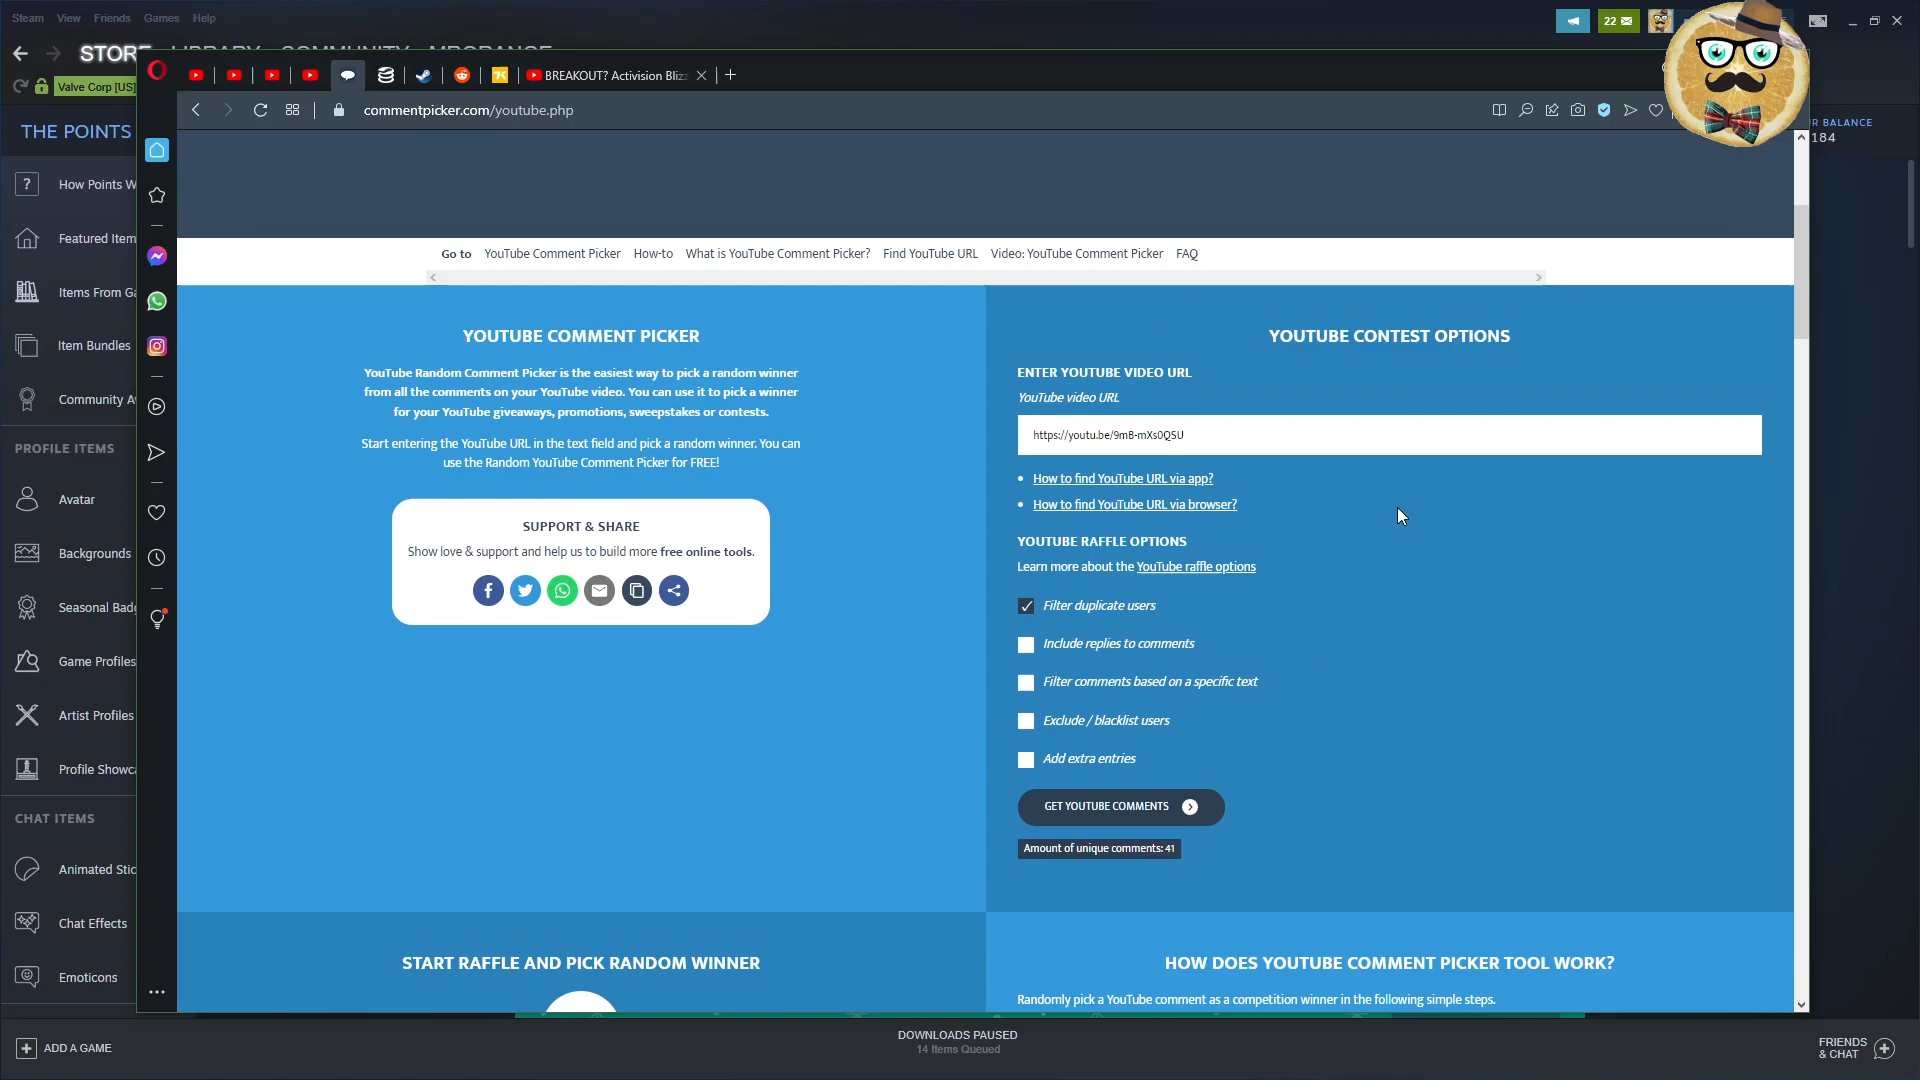 Steam View Friends Games Help
22
STORE LIBRARY COMMUNITY MRORANGE
BREAKOUT? Activision Bliz
Valve Corp [US]
commentpicker.com/youtube.php
THE POINTS
R BALANCE
184
How Points W
Featured Item
Items From Ga
Item Bundles
Community A
PROFILE ITEMS
Avatar
Backgrounds
Seasonal Badg
Game Profiles
Artist Profiles
Profile Showca
CHAT ITEMS
Animated Stic
Chat Effects
Emoticons
Go to YouTube Comment Picker How-to What is YouTube Comment Picker? Find YouTube URL Video: YouTube Comment Picker FAQ
YOUTUBE COMMENT PICKER
YouTube Random Comment Picker is the easiest way to pick a random winner
from all the comments on your YouTube video. You can use it to pick a winner
for your YouTube giveaways, promotions, sweepstakes or contests.
Start entering the YouTube URL in the text field and pick a random winner. You can
use the Random YouTube Comment Picker for FREE!
SUPPORT & SHARE
Show love & support and help us to build more free online tools.
YOUTUBE CONTEST OPTIONS
ENTER YOUTUBE VIDEO URL
YouTube video URL
https://youtu.be/9mB-mXs0QSU
How to find YouTube URL via app?
How to find YouTube URL via browser?
YOUTUBE RAFFLE OPTIONS
Learn more about the YouTube raffle options
Filter duplicate users
Include replies to comments
Filter comments based on a specific text
Exclude / blacklist users
Add extra entries
GET YOUTUBE COMMENTS
Amount of unique comments: 41
START RAFFLE AND PICK RANDOM WINNER
HOW DOES YOUTUBE COMMENT PICKER TOOL WORK?
Randomly pick a YouTube comment as a competition winner in the following simple steps.
ADD A GAME
DOWNLOADS PAUSED
14 Items Queued
FRIENDS
& CHAT